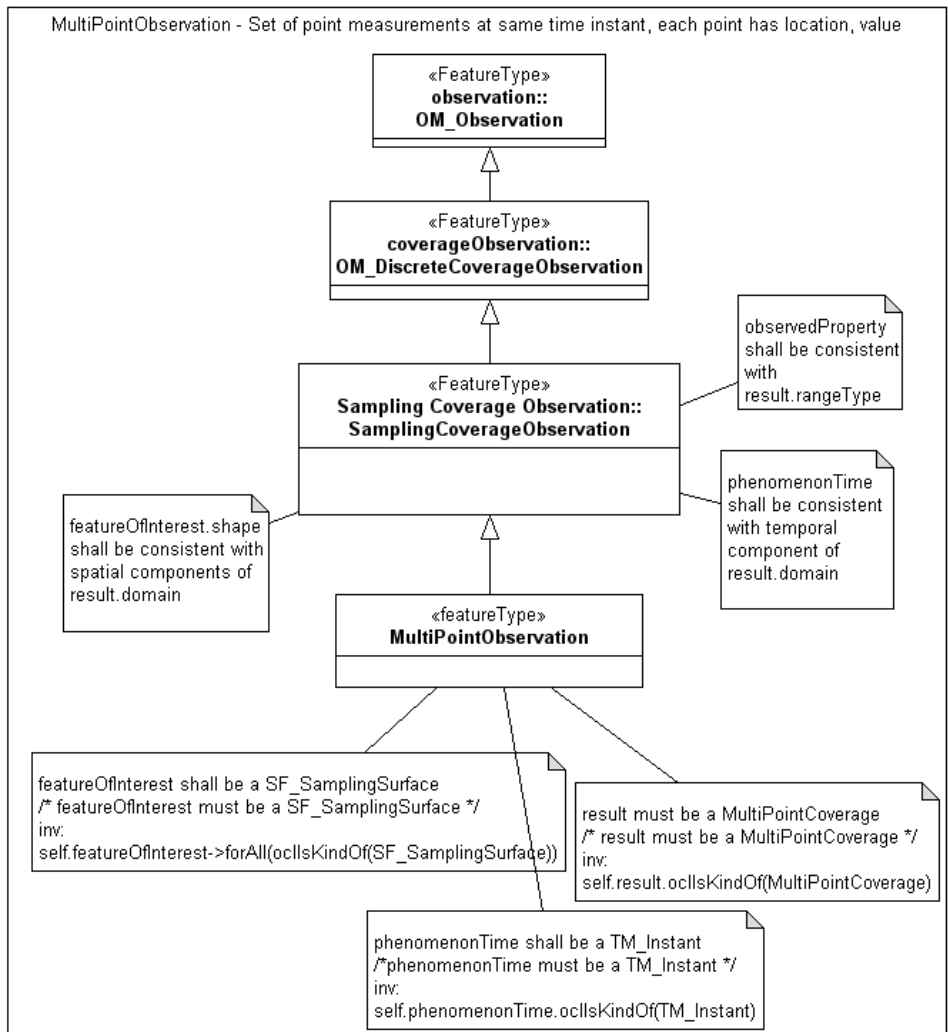 MultiPointObservation - Set of point measurements at same time instant, each point has location, value
«FeatureType»
observation::
OM_Observation
«FeatureType»
coverageObservation::
OM_DiscreteCoverageObservation
«FeatureType»
Sampling Coverage Observation::
SamplingCoverageObservation
observedProperty
shall be consistent
with
result.rangeType
phenomenonTime
shall be consistent
with temporal
component of
result.domain
featureOfInterest.shape
shall be consistent with
spatial components of
result.domain
«featureType»
MultiPointObservation
featureOfInterest shall be a SF_SamplingSurface
/* featureOfInterest must be a SF_SamplingSurface */
inv:
self.featureOfInterest->forAll(oclIsKindOf(SF_SamplingSurface))
result must be a MultiPointCoverage
/* result must be a MultiPointCoverage */
inv:
self.result.oclIsKindOf(MultiPointCoverage)
phenomenonTime shall be a TM_Instant
/*phenomenonTime must be a TM_Instant */
inv:
self.phenomenonTime.oclIsKindOf(TM_Instant)